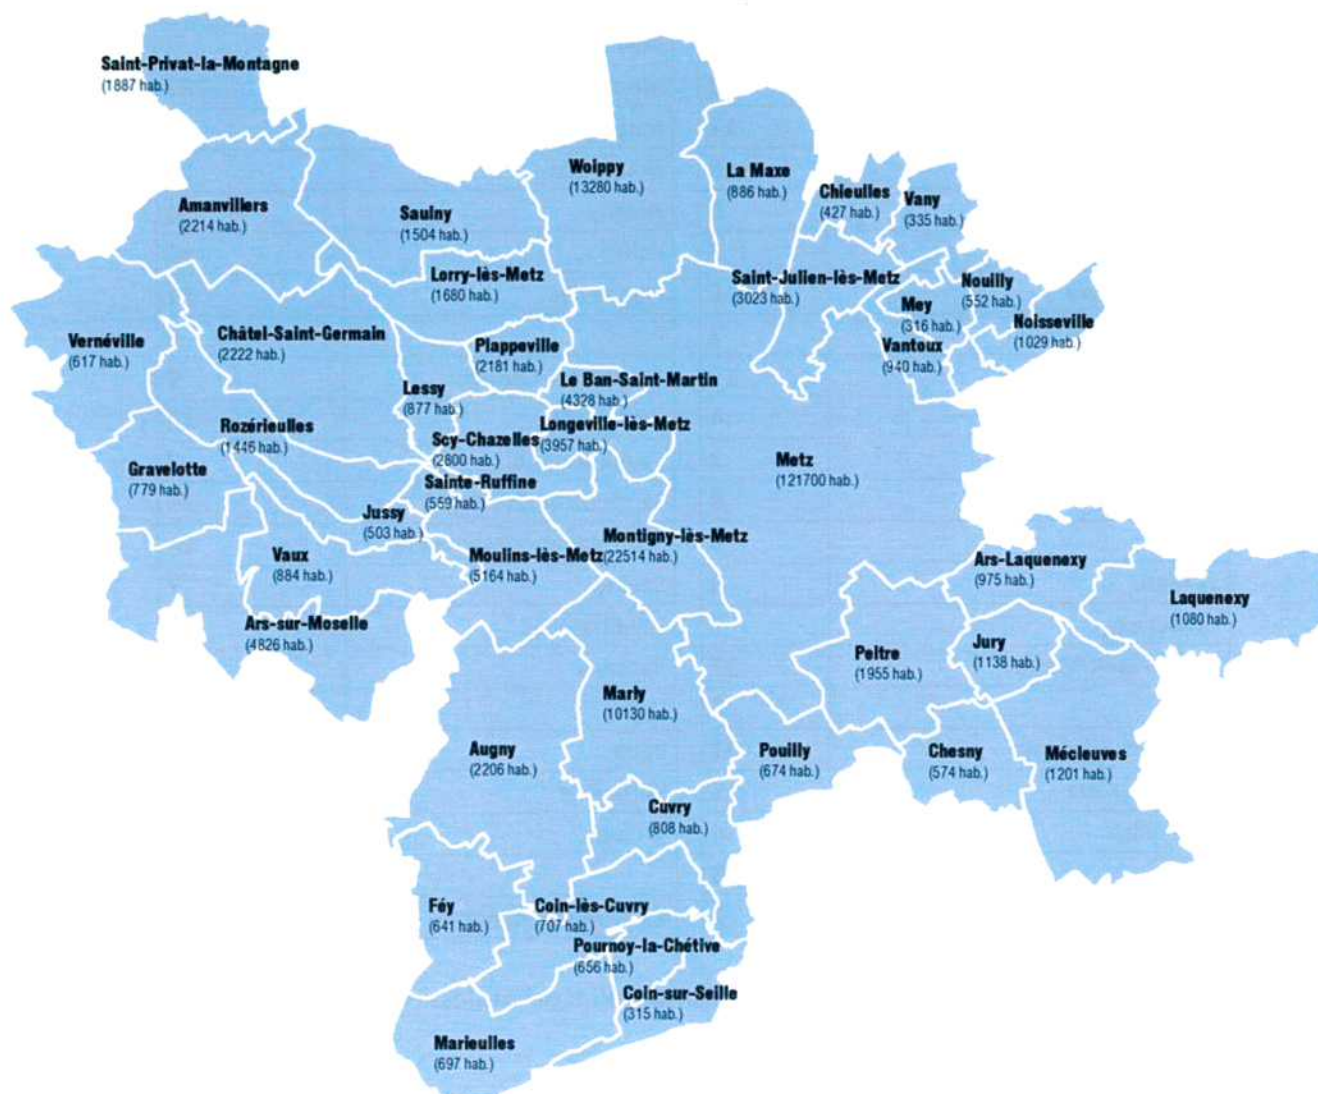 Saint-Privat-la-Montagne
(1887 hab.)
Woippy
(13280 hab.)
La Maxe
(886 hab.)
Chieulles
(427 hab.)
Vany
(335 hab.)
Amanvillers
(2214 hab.)
Saulny
(1504 hab.)
Lorry-lès-Metz
(1680 hab.)
Saint-Julien-lès-Metz
(3023 hab.)
Nouilly
(552 hab.)
Mey
(316 hab.)
Noisseville
(1029 hab.)
Vantoux
(940 hab.)
Vernéville
(617 hab.)
Châtel-Saint-Germain
(2222 hab.)
Plappeville
(2181 hab.)
Le Ban-Saint-Martin
(4328 hab.)
Lessy
(877 hab.)
Rozérieulles
(1446 hab.)
Scy-Chazelles
(2800 hab.)
Longeville-lès-Metz
(3957 hab.)
Metz
(121700 hab.)
Gravelotte
(779 hab.)
Sainte-Ruffine
(559 hab.)
Jussy
(503 hab.)
Vaux
(884 hab.)
Moulins-lès-Metz
(5164 hab.)
Montigny-lès-Metz
(22514 hab.)
Ars-Laquenexy
(975 hab.)
Laquenexy
(1080 hab.)
Ars-sur-Moselle
(4826 hab.)
Peltre
(1955 hab.)
Jury
(1138 hab.)
Marly
(10130 hab.)
Augny
(2206 hab.)
Pouilly
(674 hab.)
Chesny
(574 hab.)
Mécleuves
(1201 hab.)
Cuvry
(808 hab.)
Féy
(641 hab.)
Coin-lès-Cuvry
(707 hab.)
Pournoy-la-Chétive
(656 hab.)
Coin-sur-Seille
(315 hab.)
Marieulles
(697 hab.)